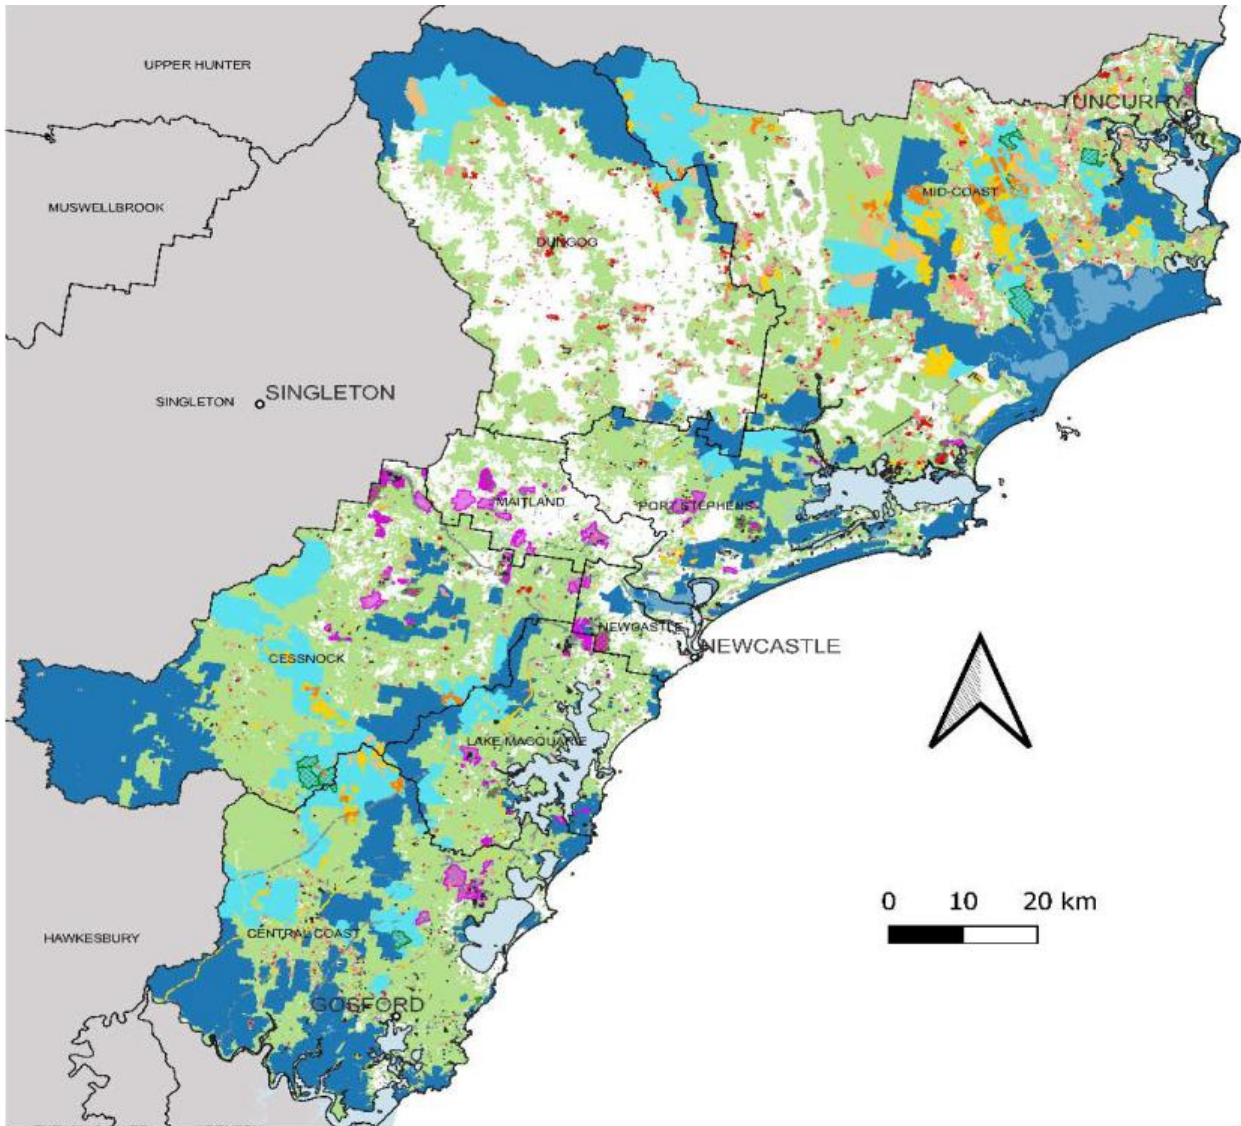 UPPER HUNTER
TUNCURRY
MUSWELLBROOK
MID-COAST
DUNGOG
SINGLETON
SINGLETON
MAITLAND
PORT STEPHENS
NEWCASTLE
NEWCASTLE
CESSNOCK
LAKE MACQUARIE
0 10 20 km
HAWKESBURY
CENTRAL COAST
GOSFORD